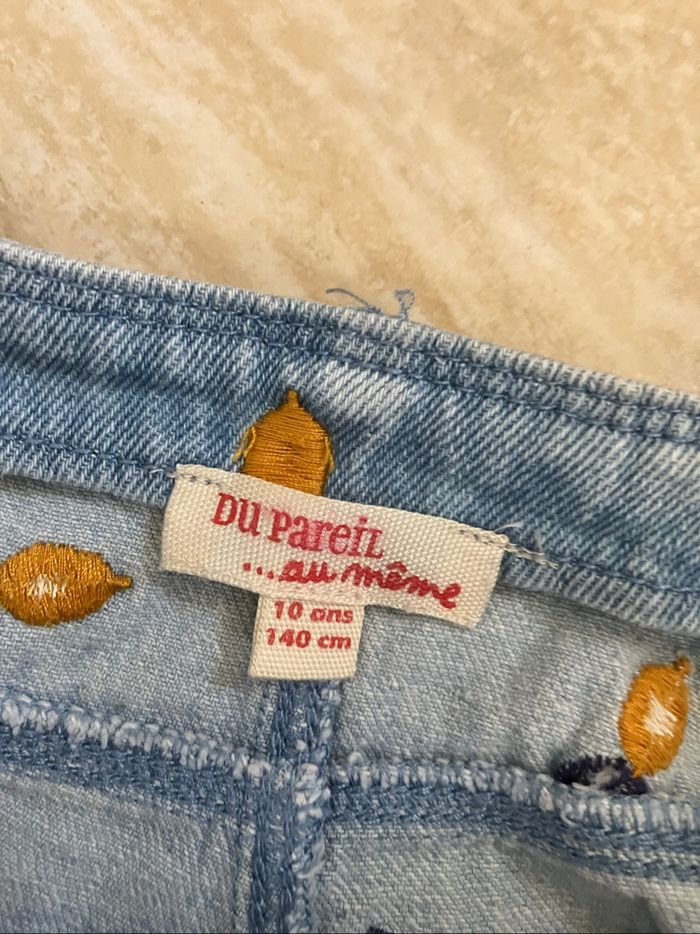 DU PAREIL
...au même
10 ans
140 cm